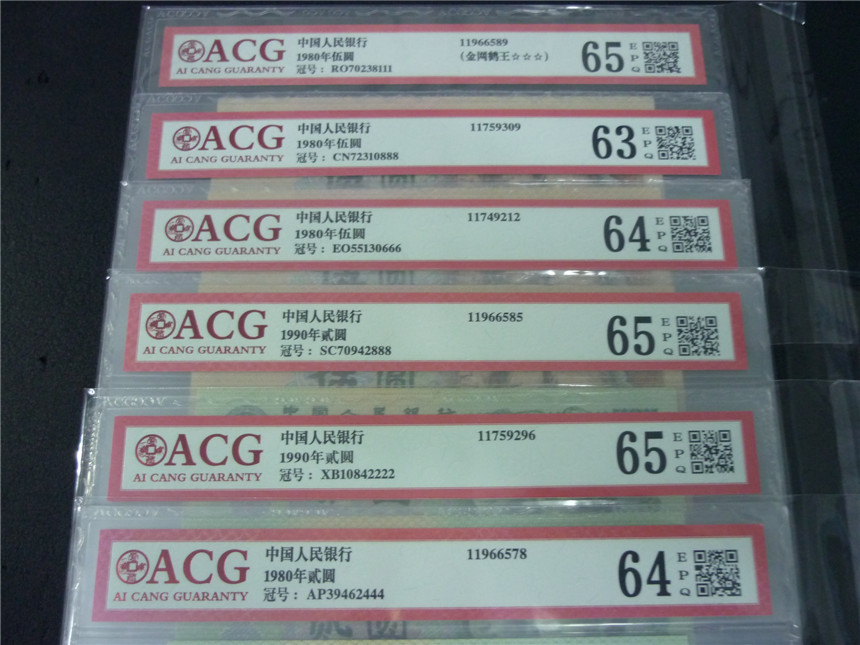 ACG
AI CANG GUARANTY
中国人民银行
1980年伍圆
冠号：RO70238111
11966589
(金网鹤王☆☆☆)
65
E
P
Q
ACG
AI CANG GUARANTY
中国人民银行
1980年伍圆
冠号：CN72310888
11759309
63
E
P
Q
ACG
AI CANG GUARANTY
中国人民银行
1980年伍圆
冠号：EO55130666
11749212
64
E
P
Q
ACG
AI CANG GUARANTY
中国人民银行
1990年贰圆
冠号：SC70942888
11966585
65
E
P
Q
ACG
AI CANG GUARANTY
中国人民银行
1990年贰圆
冠号：XB10842222
11759296
65
E
P
Q
ACG
AI CANG GUARANTY
中国人民银行
1980年贰圆
冠号：AP39462444
11966578
64
E
P
Q
贰圆